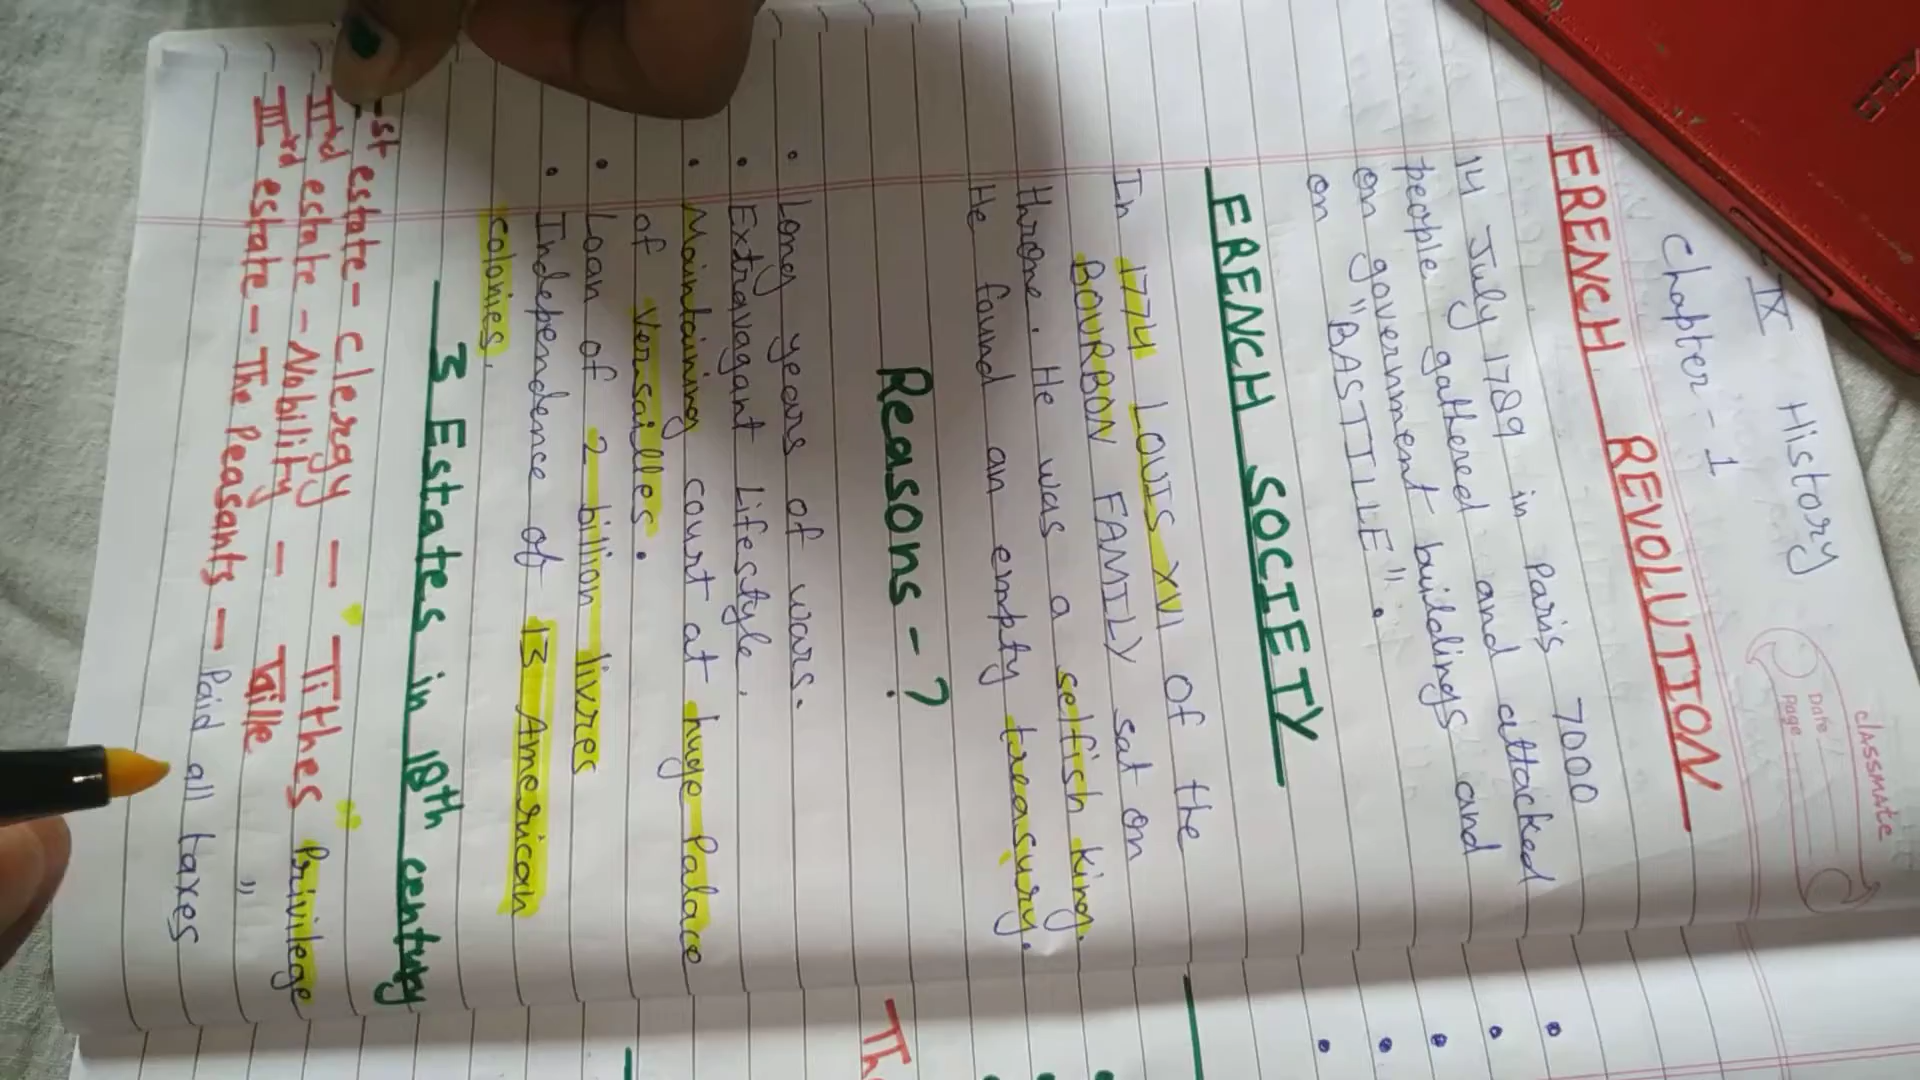 IX History
Chapter - 1
classmate
Date
Page
FRENCH REVOLUTION
14 July 1789 in Paris 7000
people gathered and attacked
on government buildings and
on "BASTILLE".
FRENCH SOCIETY
In 1774 LOUIS XVI of the
BOURBON FAMILY sat on
throne. He was a selfish king.
He found an empty treasury.
Reasons - ?
• Long years of wars.
• Extravagant Lifestyle.
• Maintaining court at huge Palace
of Versailles.
• Loan of 2 billion livres
• Independence of 13 American
colonies.
3 Estates in 18th century
Ist estate - Clergy - Tithes Privilege
IInd estate - Nobility - Taille "
IIIrd estate - The Peasants - Paid all taxes